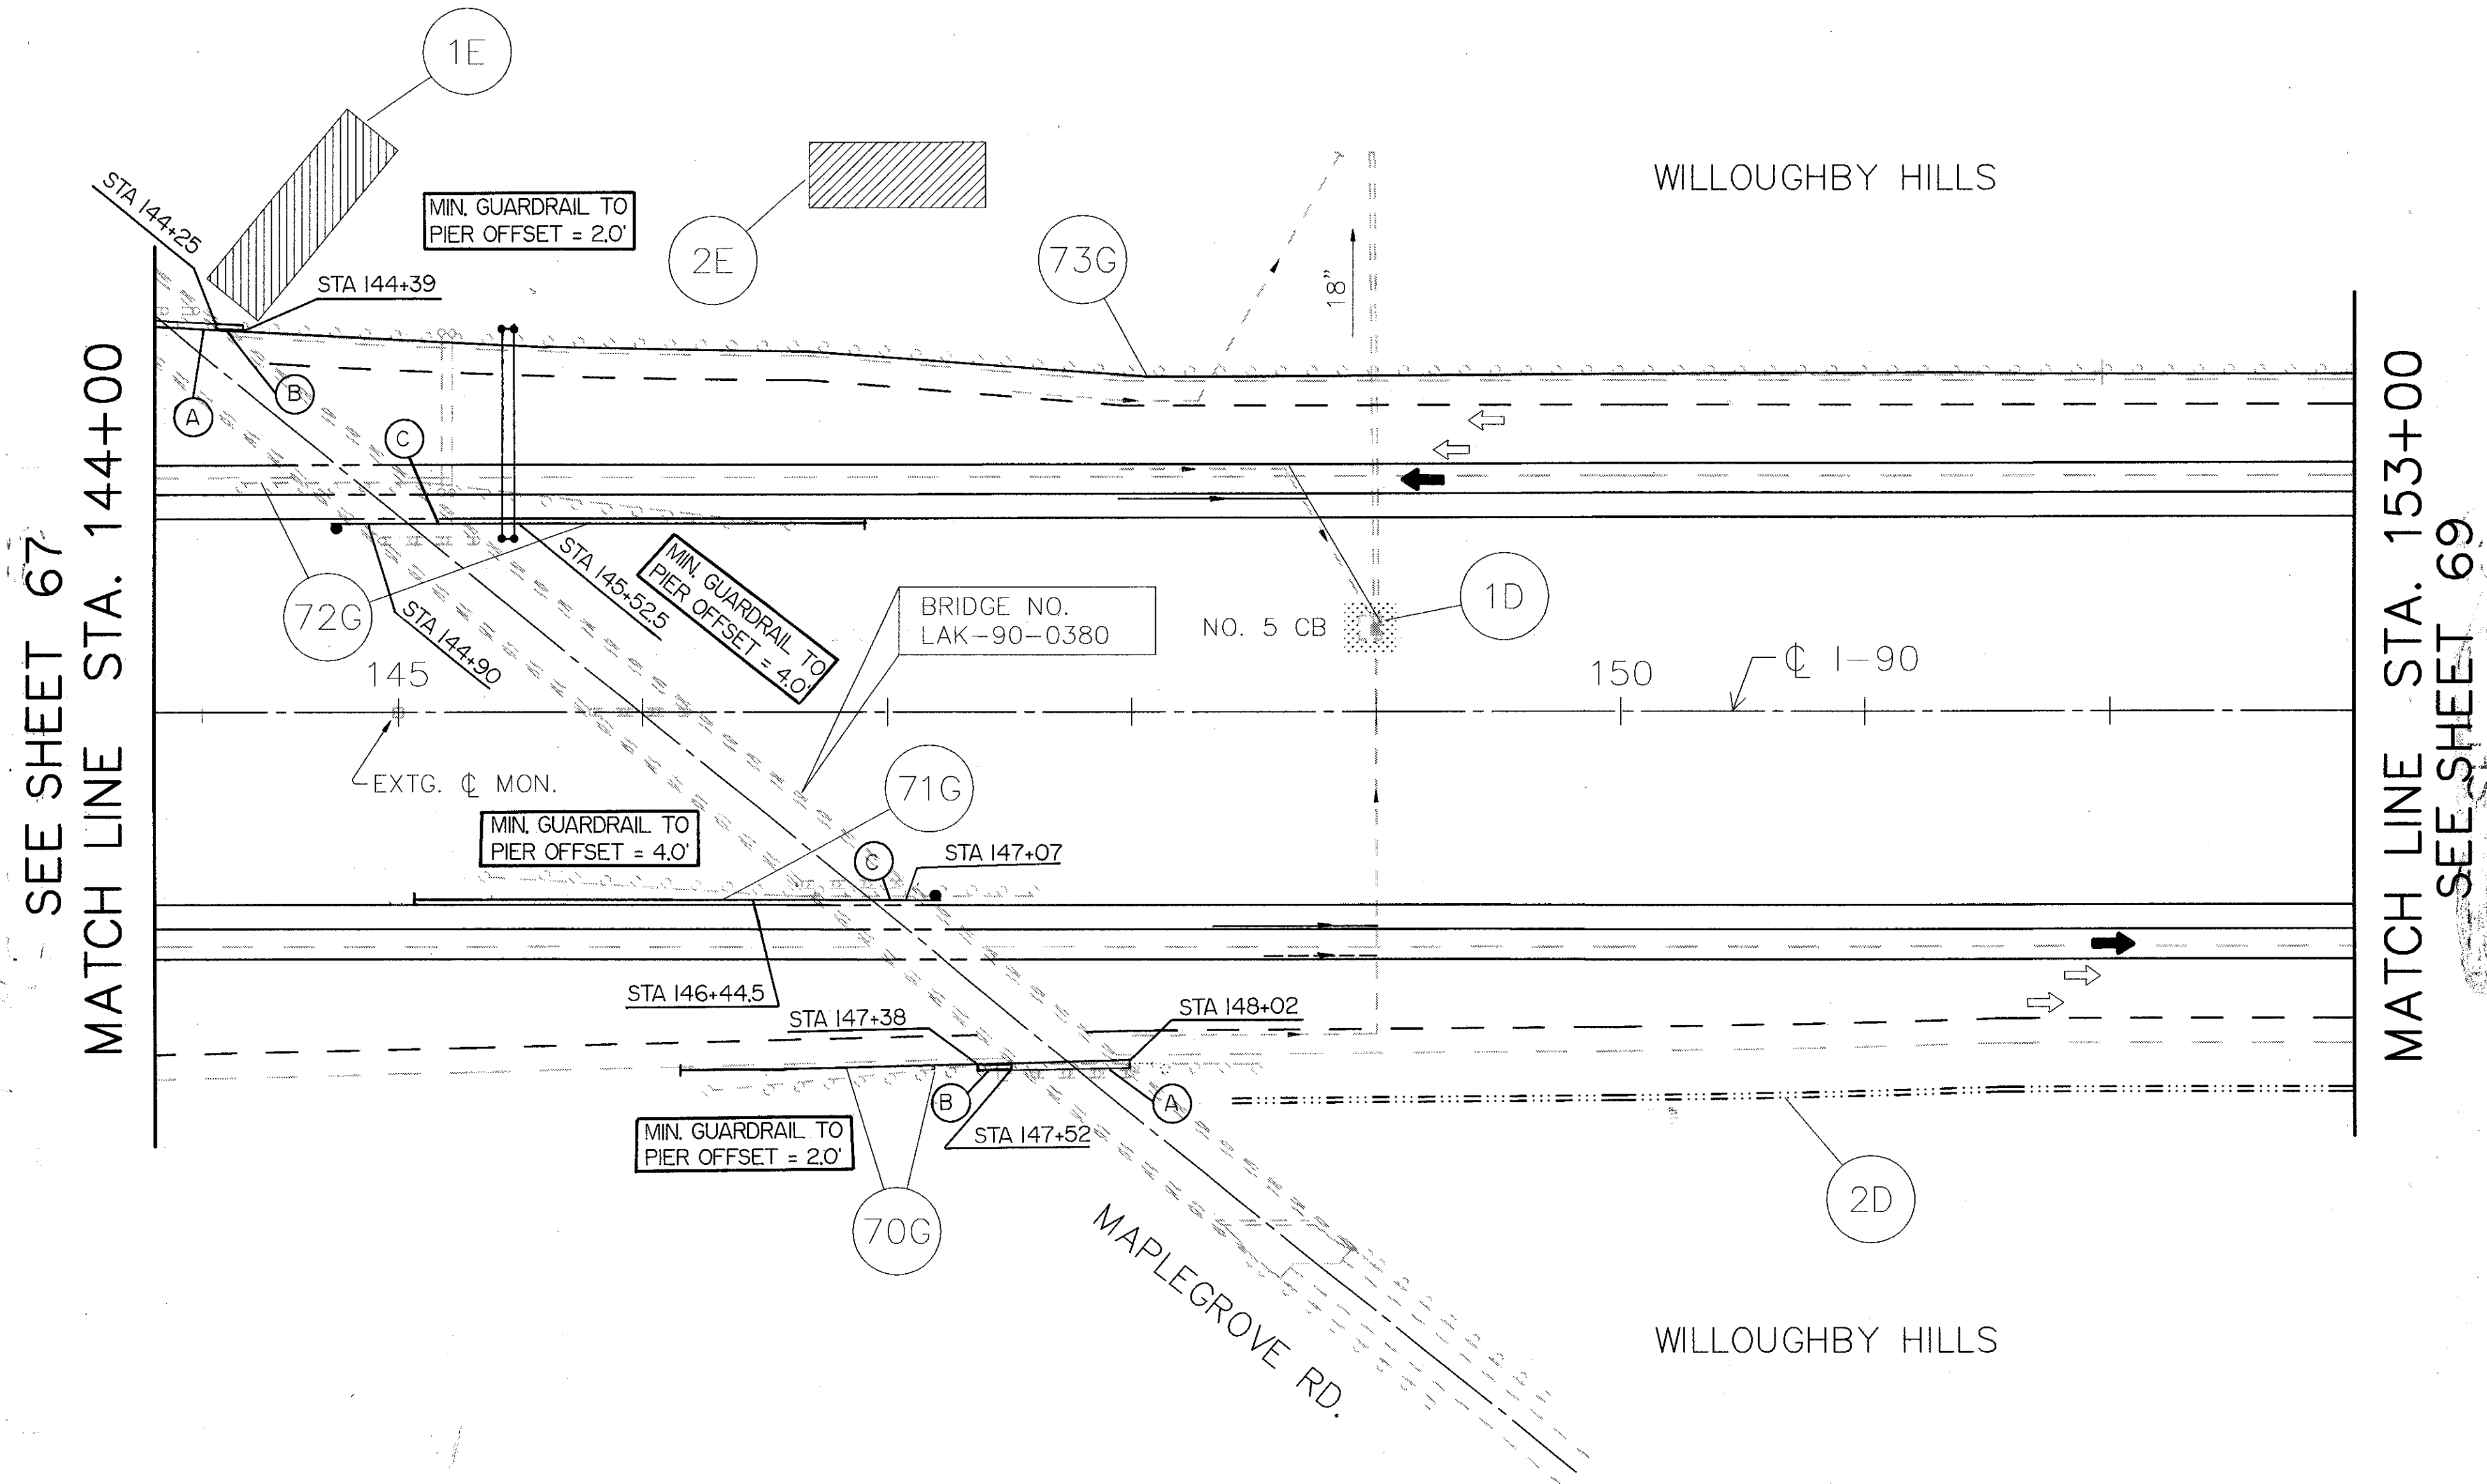 1E
WILLOUGHBY HILLS
STA 144+25
MIN. GUARDRAIL TO
PIER OFFSET = 2.0'
2E
73G
18"
STA 144+39
A
B
C
SEE SHEET 67
MATCH LINE STA. 144+00
MATCH LINE STA. 153+00
SEE SHEET 69
72G
STA 144+90
STA 145+52.5
MIN. GUARDRAIL TO
PIER OFFSET = 4.0'
BRIDGE NO.
LAK-90-0380
NO. 5 CB
1D
145
150
℄ I-90
EXTG. ℄ MON.
71G
MIN. GUARDRAIL TO
PIER OFFSET = 4.0'
C
STA 147+07
STA 146+44.5
STA 147+38
STA 148+02
B
A
STA 147+52
MIN. GUARDRAIL TO
PIER OFFSET = 2.0'
70G
2D
MAPLEGROVE RD.
WILLOUGHBY HILLS